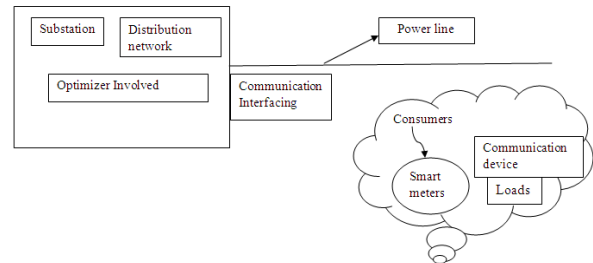 Substation
Distribution
network
Power line
Optimizer Involved
Communication
Interfacing
Consumers
Communication
device
Smart
meters
Loads